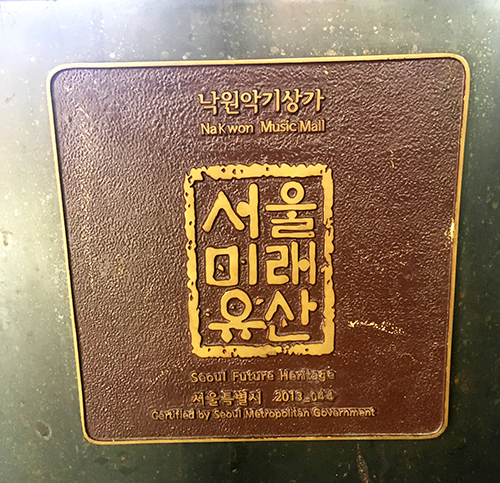 낙원악기상가
NaKwon Music Mall
서울
미래
유산
Seoul Future Heritage
서울특별시 2013-044
Certified by Seoul Metropolitan Government